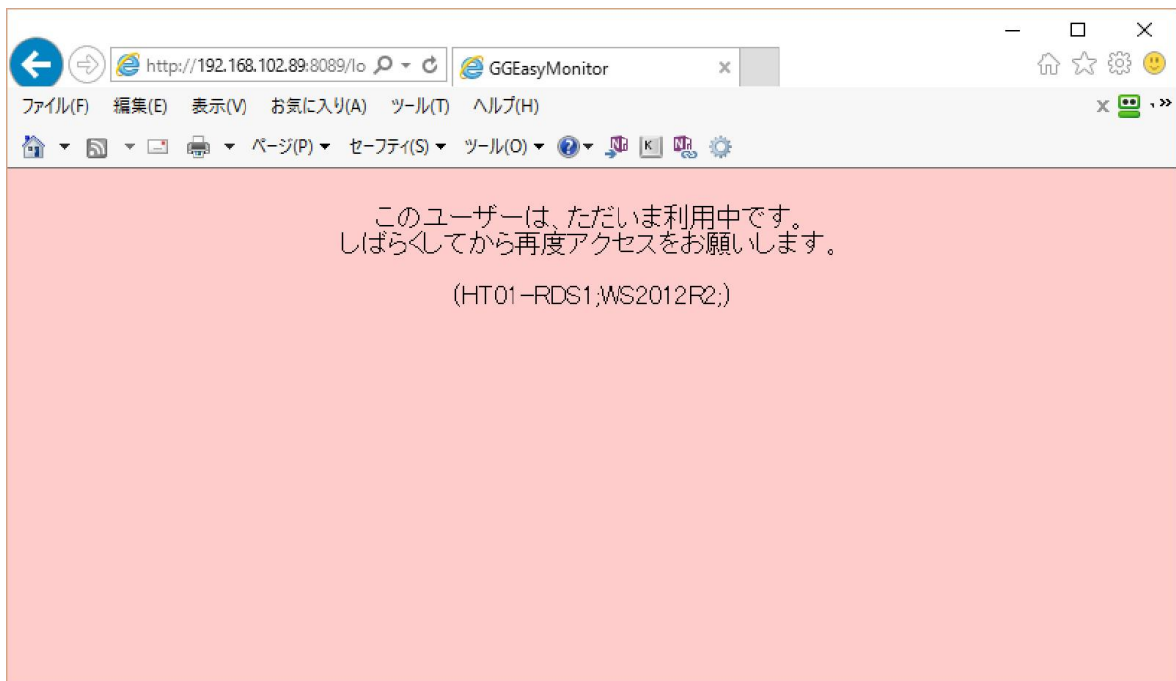 http://192.168.102.89:8089/lo
GGEasyMonitor
ファイル(F) 編集(E) 表示(V) お気に入り(A) ツール(T) ヘルプ(H)
ページ(P) セーフティ(S) ツール(O)
このユーザーは、ただいま利用中です。
しばらくしてから再度アクセスをお願いします。
(HT01-RDS1;WS2012R2;)